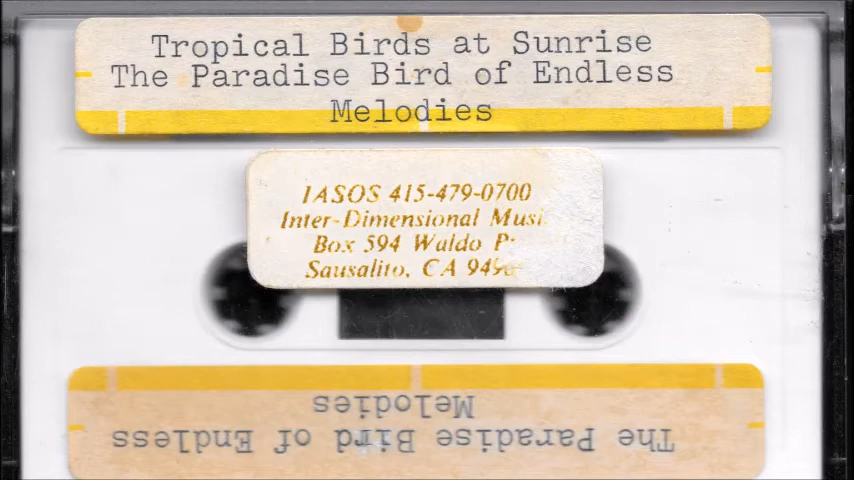 Tropical Birds at Sunrise
The Paradise Bird of Endless
Melodies
IASOS 415-479-0700
Inter-Dimensional
Box 594 Waldo
Sausalito, CA
The Paradise Bird of Endless
Melodies